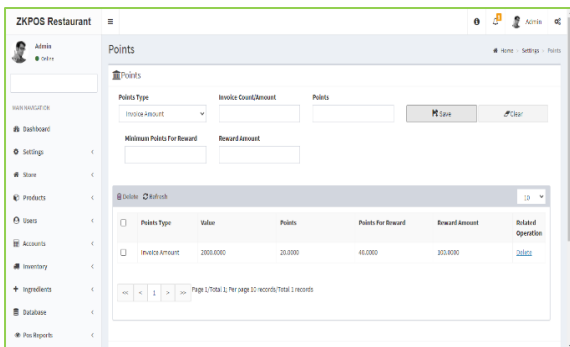 ZKPOS Restaurant
Admin
Admin
Online
Points
Home > Settings > Points
Points
Points Type
Invoice Count/Amount
Points
Invoice Amount
Save
Clear
Minimum Points For Reward
Reward Amount
MAIN NAVIGATION
Dashboard
Settings
Store
Products
Users
Accounts
Inventory
Ingredients
Database
Pos Reports
Delete Refresh
10
Points Type Value Points Points For Reward Reward Amount Related Operation
Invoice Amount 2000.0000 20.0000 40.0000 100.0000 Delete
<< < 1 > >> Page 1/Total 1; Per page 10 records/Total 1 records